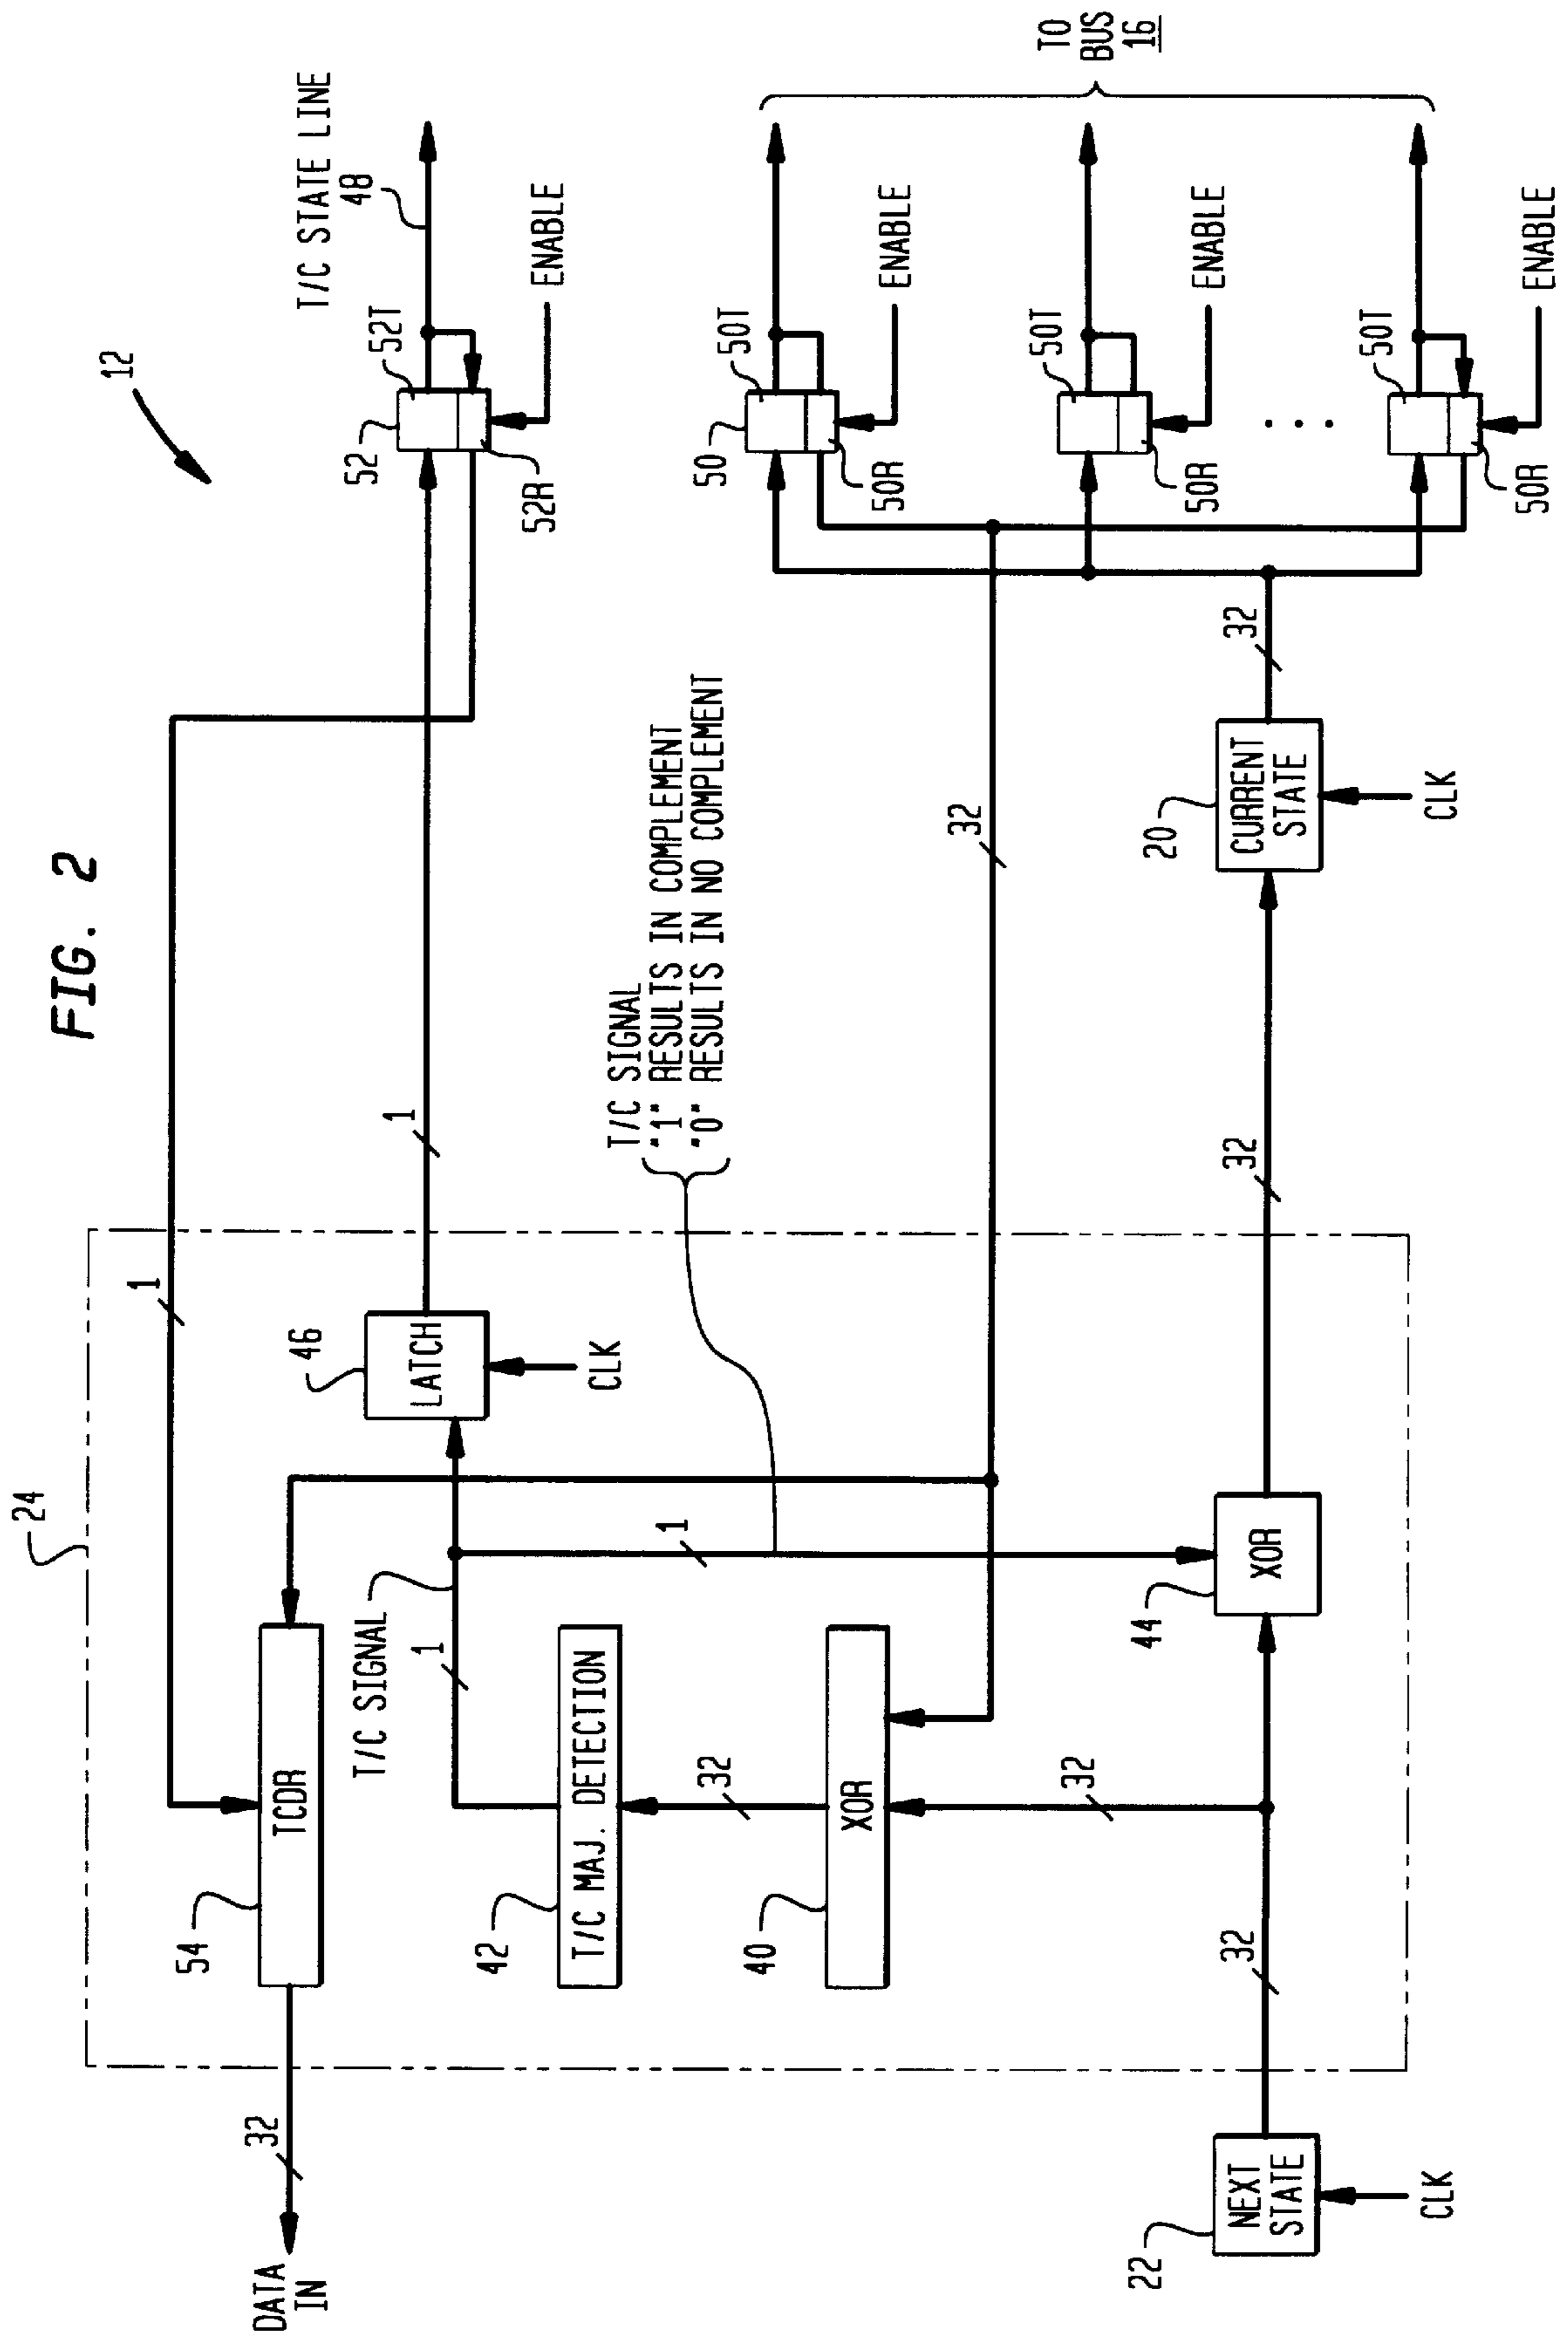 FIG. 2
12
24
T/C STATE LINE
48
52
52T
52R
ENABLE
1
1
46
LATCH
CLK
54
TCDR
32
DATA
IN
T/C SIGNAL
1
1
T/C SIGNAL
"1" RESULTS IN COMPLEMENT
"0" RESULTS IN NO COMPLEMENT
42
T/C MAJ. DETECTION
32
40
XOR
32
32
50
50T
50R
ENABLE
50T
50R
ENABLE
. . .
50T
50R
ENABLE
TO
BUS
16
22
NEXT
STATE
CLK
32
44
XOR
32
20
CURRENT
STATE
CLK
32